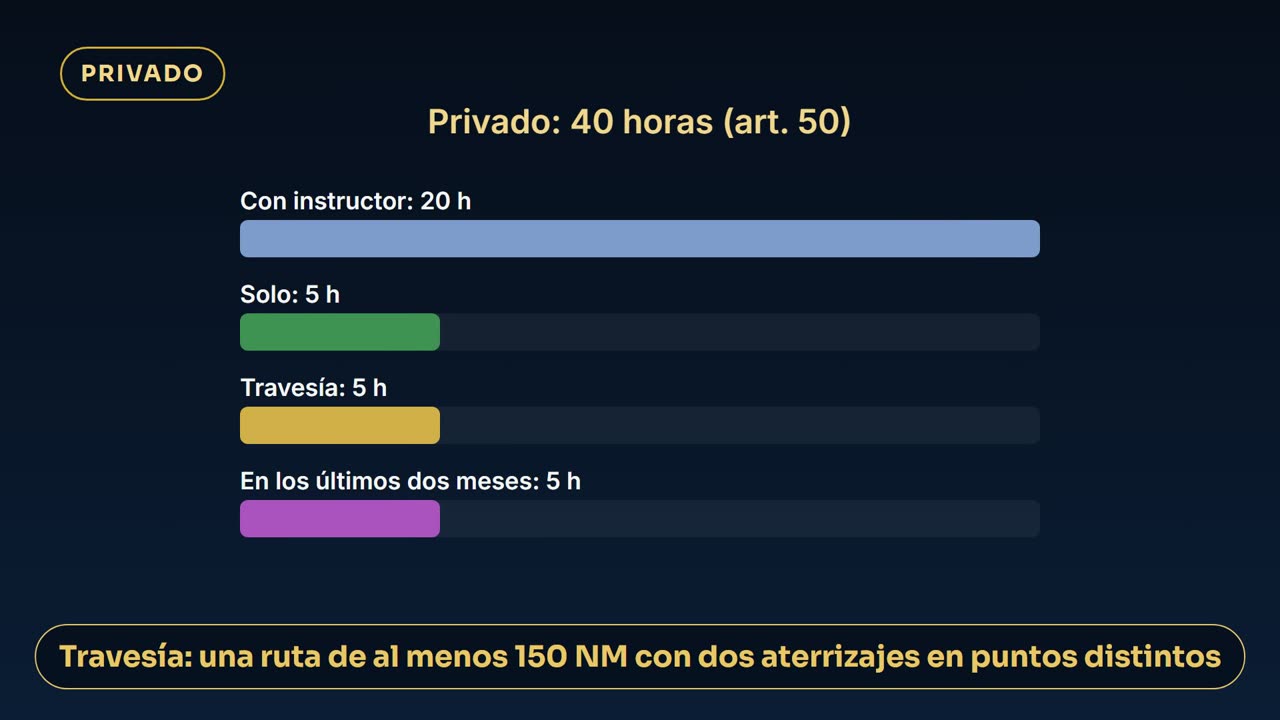 PRIVADO
Privado: 40 horas (art. 50)
Con instructor: 20 h
Solo: 5 h
Travesía: 5 h
En los últimos dos meses: 5 h
Travesía: una ruta de al menos 150 NM con dos aterrizajes en puntos distintos